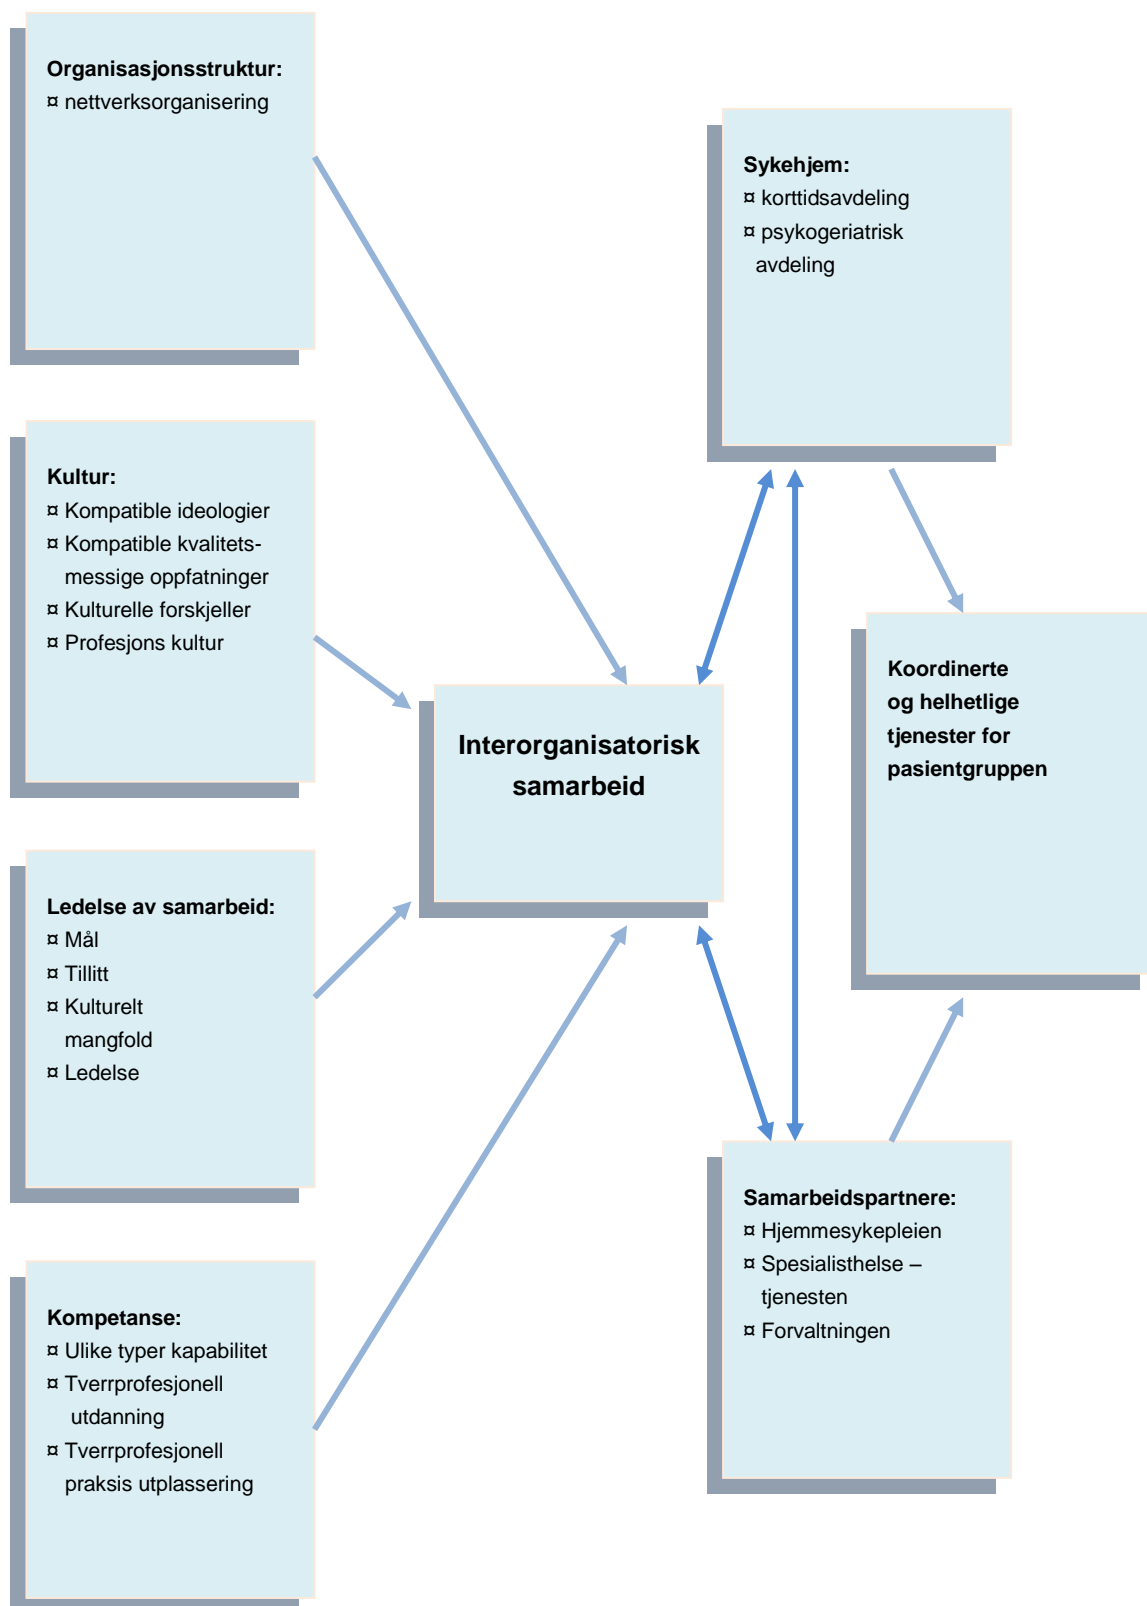 Organisasjonsstruktur:
¤ nettverksorganisering
Kultur:
¤ Kompatible ideologier
¤ Kompatible kvalitets-
messige oppfatninger
¤ Kulturelle forskjeller
¤ Profesjons kultur
Ledelse av samarbeid:
¤ Mål
¤ Tillitt
¤ Kulturelt
mangfold
¤ Ledelse
Kompetanse:
¤ Ulike typer kapabilitet
¤ Tverrprofesjonell
utdanning
¤ Tverrprofesjonell
praksis utplassering
Interorganisatorisk
samarbeid
Sykehjem:
¤ korttidsavdeling
¤ psykogeriatrisk
avdeling
Koordinerte
og helhetlige
tjenester for
pasientgruppen
Samarbeidspartnere:
¤ Hjemmesykepleien
¤ Spesialisthelse –
tjenesten
¤ Forvaltningen